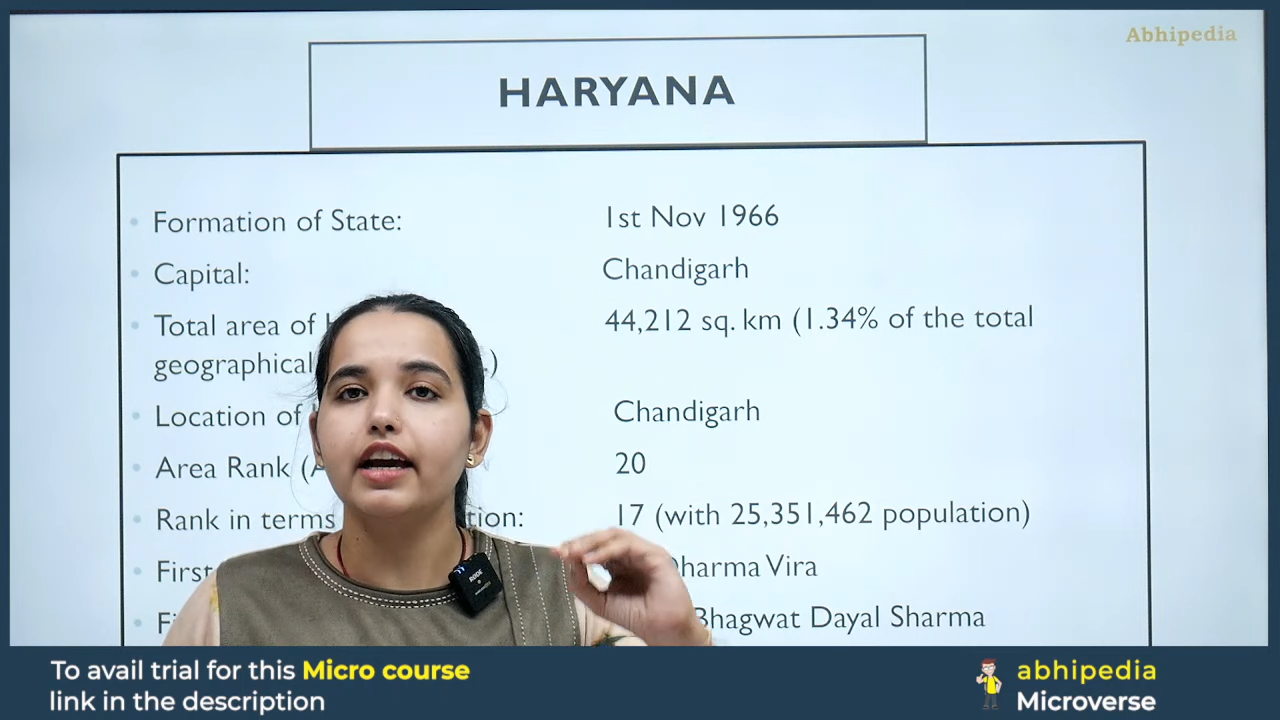 Abhipedia
HARYANA
Formation of State: 1st Nov 1966
Capital: Chandigarh
Total area of 44,212 sq. km (1.34% of the total
geographical .)
Location of Chandigarh
Area Rank ( 20
Rank in terms 17 (with 25,351,462 population)
First Dharma Vira
Bhagwat Dayal Sharma
RODE
To avail trial for this Micro course
link in the description
abhipedia
Microverse